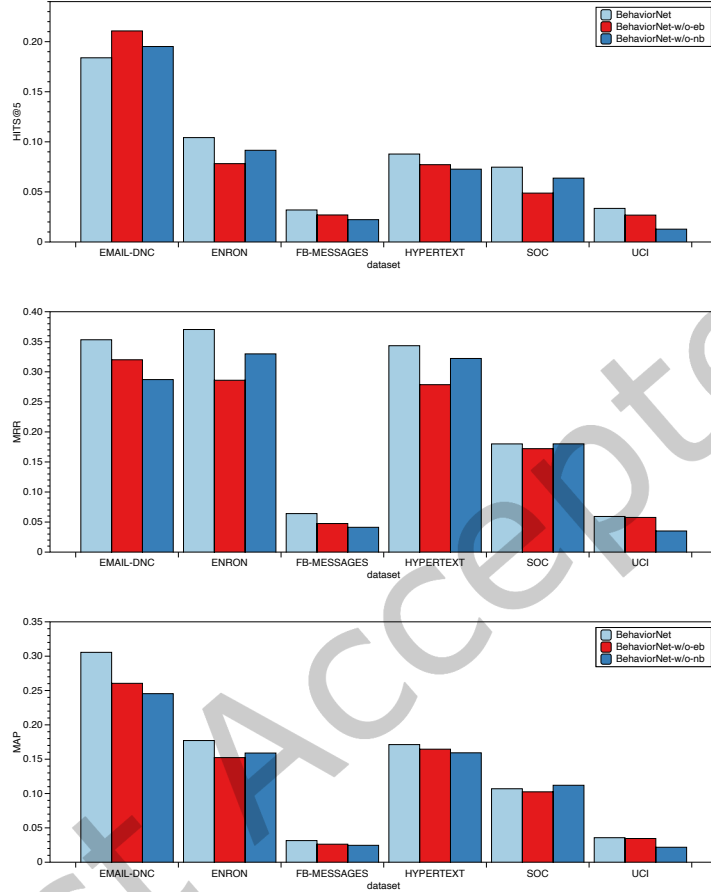 BehaviorNet
BehaviorNet-w/o-eb
BehaviorNet-w/o-nb
0.20
0.15
0.10
0.05
0
HITS@5
EMAIL-DNC ENRON FB-MESSAGES HYPERTEXT SOC UCI
dataset
0.40
0.35
0.30
0.25
0.20
0.15
0.10
0.05
0
MRR
EMAIL-DNC ENRON FB-MESSAGES HYPERTEXT SOC UCI
dataset
0.35
0.30
0.25
0.20
0.15
0.10
0.05
0
MAP
BehaviorNet
BehaviorNet-w/o-eb
BehaviorNet-w/o-nb
EMAIL-DNC ENRON FB-MESSAGES HYPERTEXT SOC UCI
dataset
st Accepte